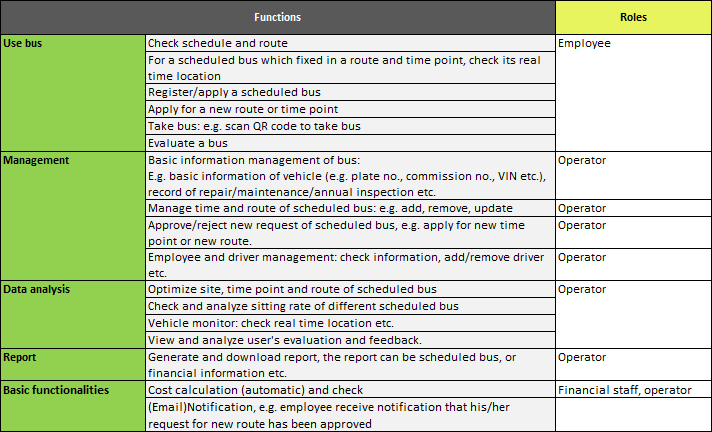 Functions Roles
Use bus Check schedule and route Employee
For a scheduled bus which fixed in a route and time point, check its real
time location
Register/apply a scheduled bus
Apply for a new route or time point
Take bus: e.g. scan QR code to take bus
Evaluate a bus
Management Basic information management of bus: Operator
E.g. basic information of vehicle (e.g. plate no., commission no., VIN etc.),
record of repair/maintenance/annual inspection etc.
Manage time and route of scheduled bus: e.g. add, remove, update Operator
Approve/reject new request of scheduled bus, e.g. apply for new time Operator
point or new route.
Employee and driver management: check information, add/remove driver Operator
etc.
Data analysis Optimize site, time point and route of scheduled bus Operator
Check and analyze sitting rate of different scheduled bus
Vehicle monitor: check real time location etc.
View and analyze user's evaluation and feedback.
Report Generate and download report, the report can be scheduled bus, or Operator
financial information etc.
Basic functionalities Cost calculation (automatic) and check Financial staff, operator
(Email)Notification, e.g. employee receive notification that his/her
request for new route has been approved